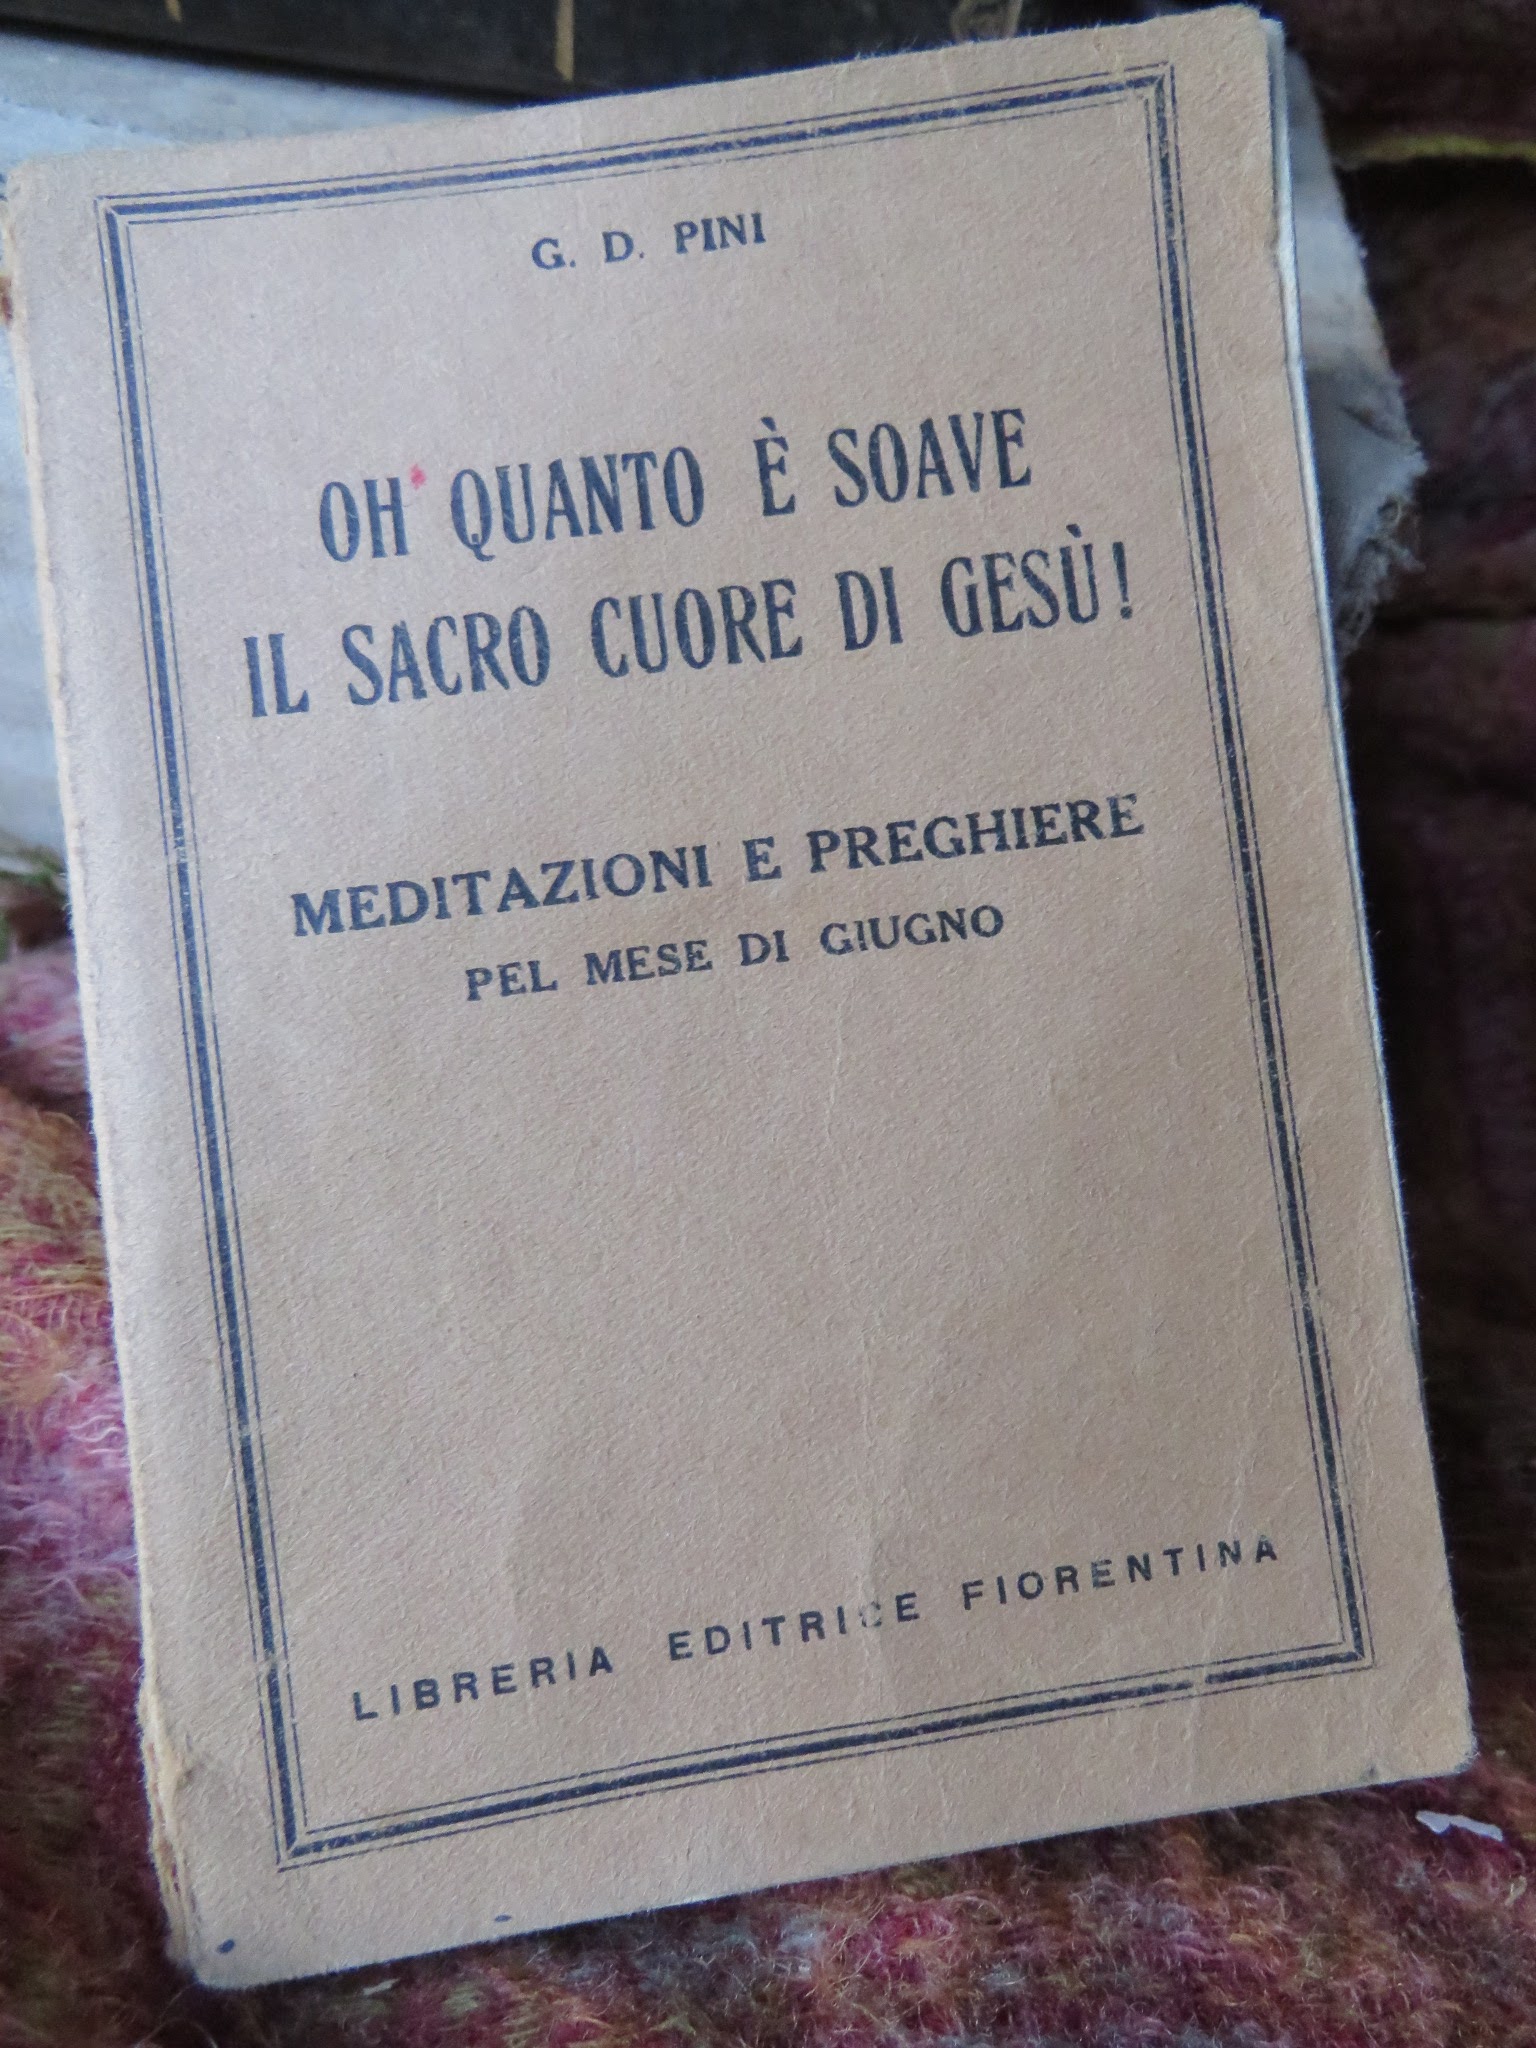 G. D. PINI
OH QUANTO È SOAVE
IL SACRO CUORE DI GESÙ!
MEDITAZIONI E PREGHIERE
PEL MESE DI GIUGNO
LIBRERIA EDITRICE FIORENTINA